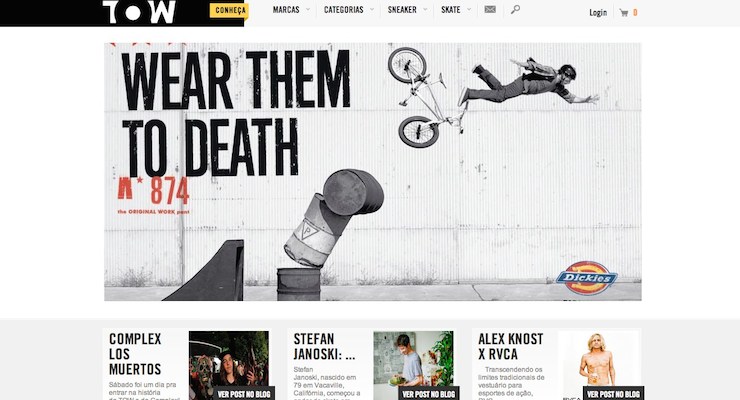 TOW
CONHEÇA
MARCAS
CATEGORIAS
SNEAKER
SKATE
Login
0
WEAR THEM
TO DEATH
N* 874
the ORIGINAL WORK pant
P
Dickies
COMPLEX
LOS
MUERTOS
Sábado foi um dia pra
entrar na história
VER POST NO BLOG
STEFAN
JANOSKI: ...
Stefan
Janoski, nascido em
79 em Vacaville,
Califórnia, começou a
VER POST NO BLOG
ALEX KNOST
X RVCA
Transcendendo os
limites tradicionais de
vestuário para
esportes de ação,
RVCA
VER POST NO BLOG